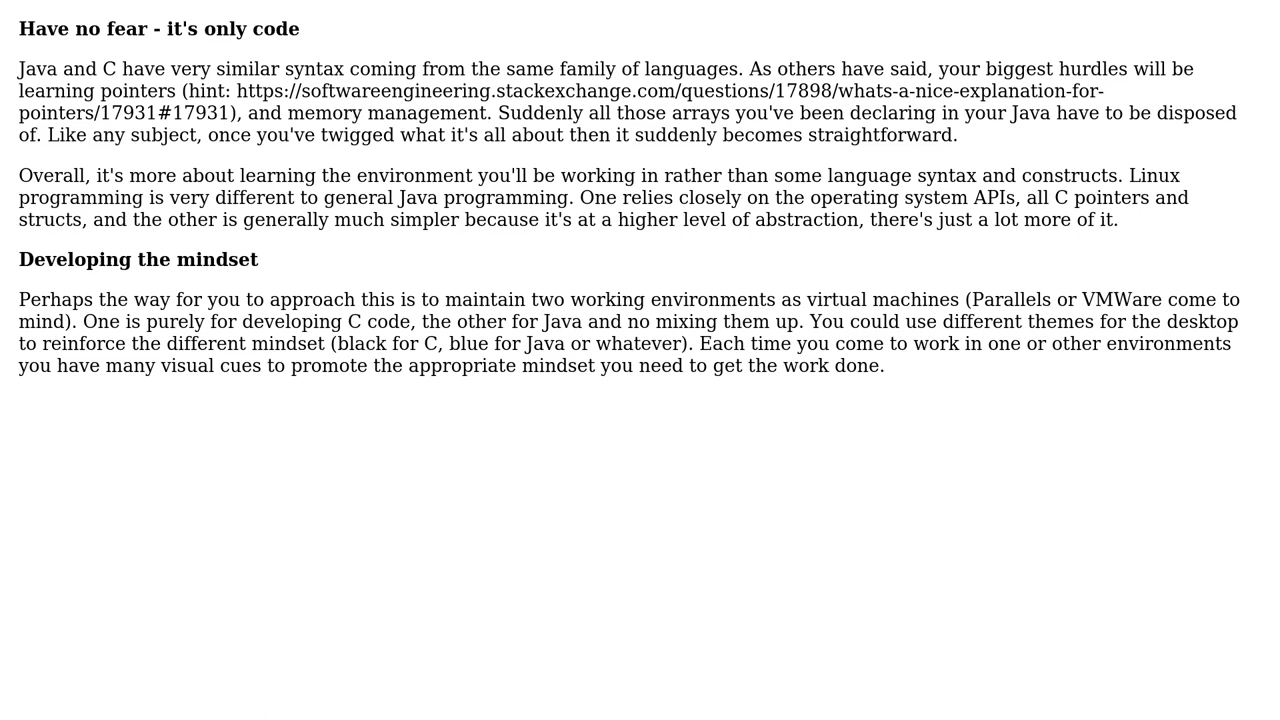 Have no fear - it's only code
Java and C have very similar syntax coming from the same family of languages. As others have said, your biggest hurdles will be
learning pointers (hint: https://softwareengineering.stackexchange.com/questions/17898/whats-a-nice-explanation-for-
pointers/17931#17931), and memory management. Suddenly all those arrays you've been declaring in your Java have to be disposed
of. Like any subject, once you've twigged what it's all about then it suddenly becomes straightforward.
Overall, it's more about learning the environment you'll be working in rather than some language syntax and constructs. Linux
programming is very different to general Java programming. One relies closely on the operating system APIs, all C pointers and
structs, and the other is generally much simpler because it's at a higher level of abstraction, there's just a lot more of it.
Developing the mindset
Perhaps the way for you to approach this is to maintain two working environments as virtual machines (Parallels or VMWare come to
mind). One is purely for developing C code, the other for Java and no mixing them up. You could use different themes for the desktop
to reinforce the different mindset (black for C, blue for Java or whatever). Each time you come to work in one or other environments
you have many visual cues to promote the appropriate mindset you need to get the work done.